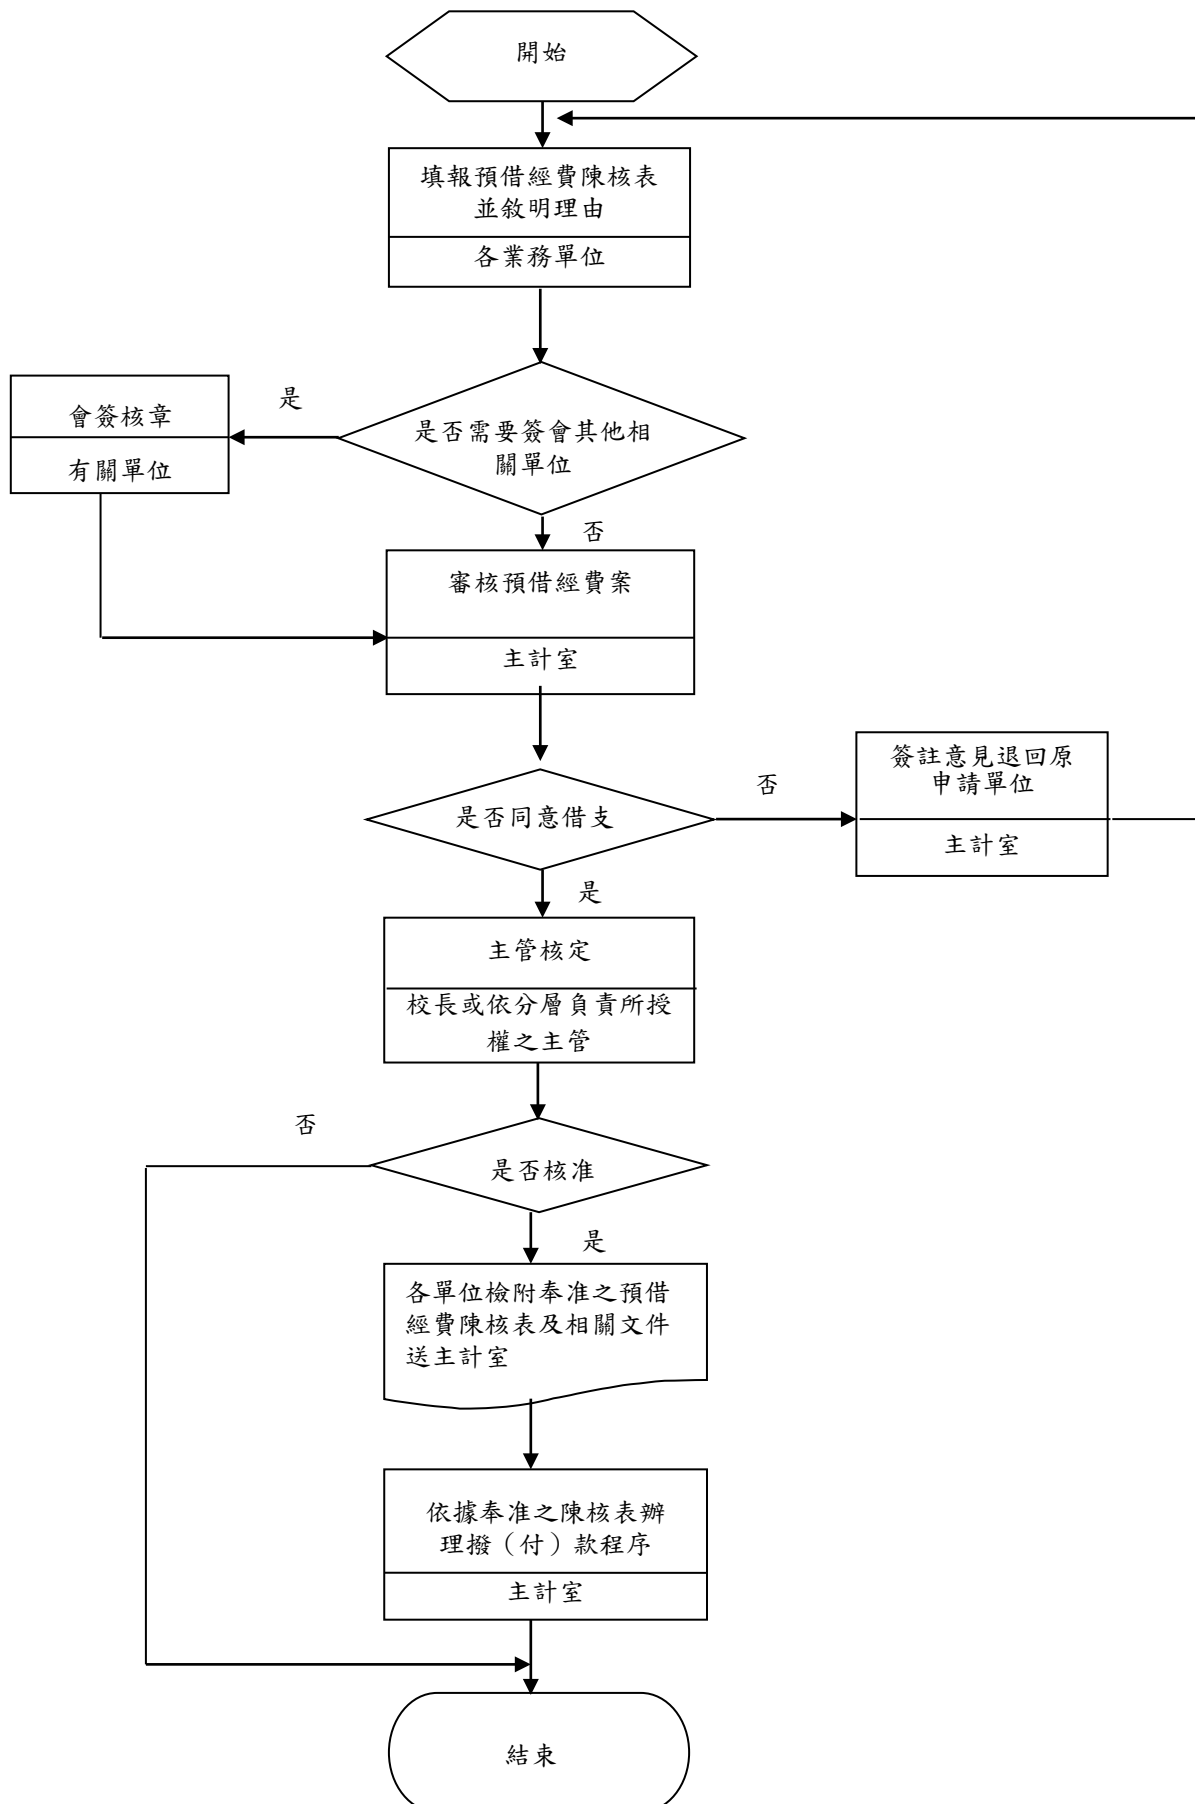 開始
填報預借經費陳核表
並敘明理由
各業務單位
是
會簽核章
有關單位
是否需要簽會其他相
關單位
否
審核預借經費案
主計室
是否同意借支
否
簽註意見退回原
申請單位
主計室
是
主管核定
校長或依分層負責所授
權之主管
否
是否核准
是
各單位檢附奉准之預借
經費陳核表及相關文件
送主計室
依據奉准之陳核表辦
理撥（付）款程序
主計室
結束